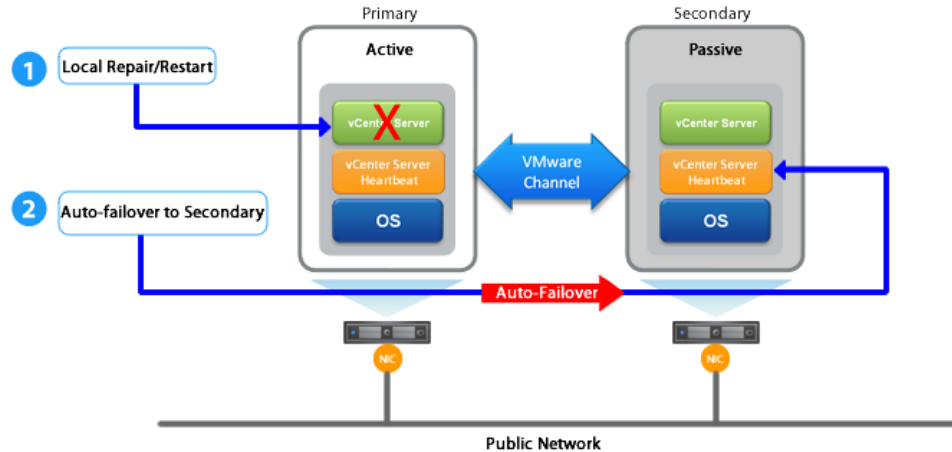 Primary
Secondary
Active
Passive
1
Local Repair/Restart
vCenter Server
X
vCenter Server
Heartbeat
OS
VMware
Channel
vCenter Server
vCenter Server
Heartbeat
OS
2
Auto-failover to Secondary
Auto-Failover
NIC
NIC
Public Network